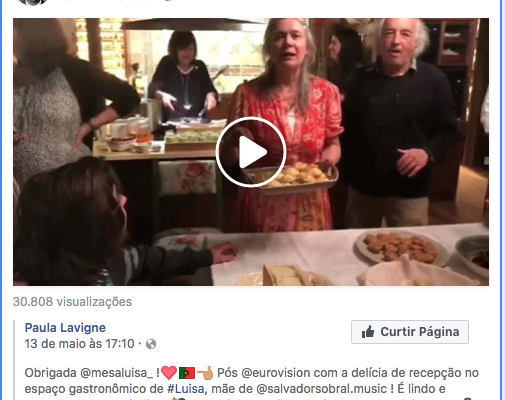 30.808 visualizações
Paula Lavigne
13 de maio às 17:10 ·
Curtir Página
Obrigada @mesaluisa_ ! Pós @eurovision com a delícia de recepção no
espaço gastronômico de #Luisa, mãe de @salvadorsobral.music ! É lindo e